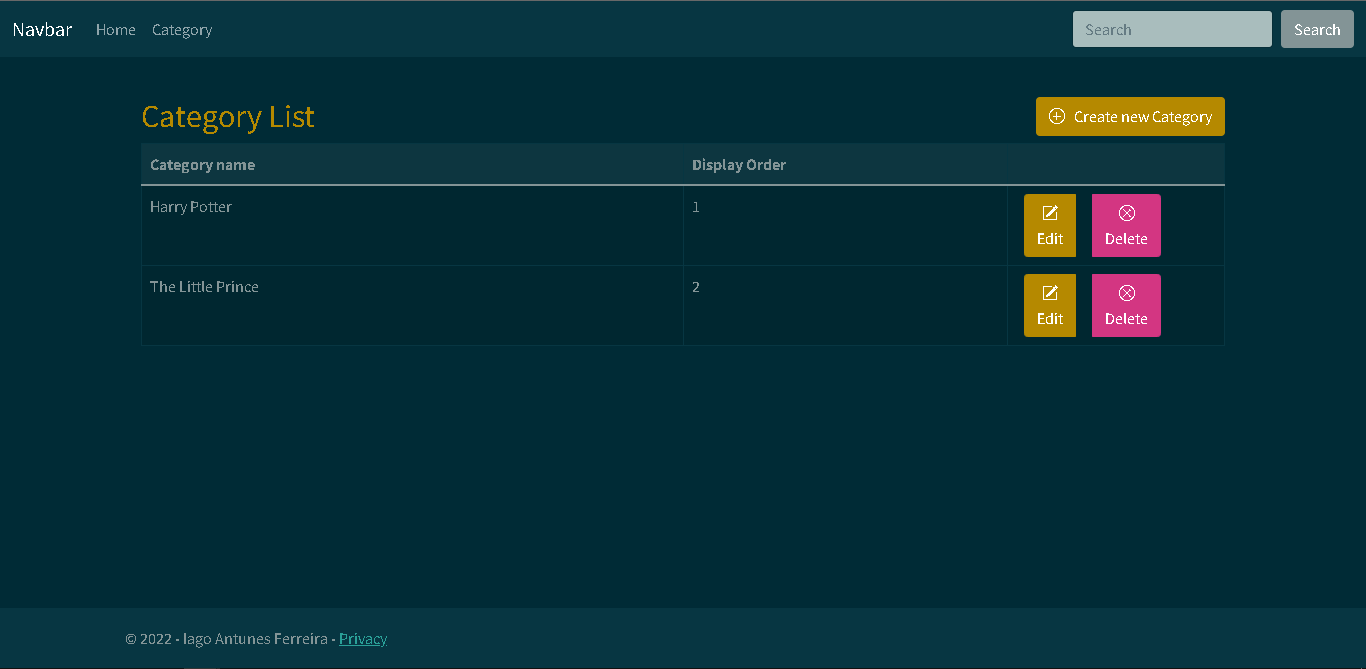 Navbar Home Category Search Search
Category List Create new Category
Category name Display Order
Harry Potter 1 Edit Delete
The Little Prince 2 Edit Delete
© 2022 - Iago Antunes Ferreira - Privacy